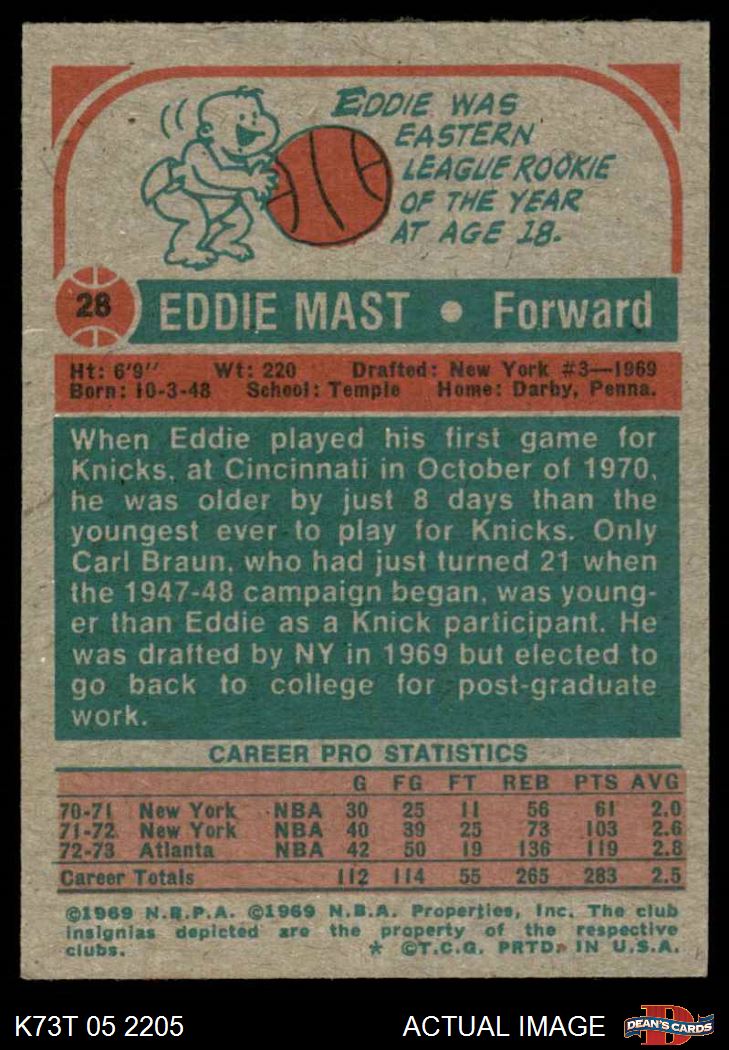 EDDIE WAS
EASTERN
LEAGUE ROOKIE
OF THE YEAR
AT AGE 18.
28
EDDIE MAST • Forward
Ht: 6'9'' Wt: 220 Drafted: New York #3—1969
Born: 10-3-48 School: Temple Home: Darby, Penna.
When Eddie played his first game for
Knicks, at Cincinnati in October of 1970,
he was older by just 8 days than the
youngest ever to play for Knicks. Only
Carl Braun, who had just turned 21 when
the 1947-48 campaign began, was young-
er than Eddie as a Knick participant. He
was drafted by NY in 1969 but elected to
go back to college for post-graduate
work.
CAREER PRO STATISTICS
G FG FT REB PTS AVG
70-71 New York NBA 30 25 11 56 61 2.0
71-72 New York NBA 40 39 25 73 103 2.6
72-73 Atlanta NBA 42 50 19 136 119 2.8
Career Totals 112 114 55 265 283 2.5
©1969 N.B.P.A. ©1969 N.B.A. Properties, Inc. The club
insignias depicted are the property of the respective
clubs. * ©T.C.G. PRTD. IN U.S.A.
K73T 05 2205 ACTUAL IMAGE DEAN'S CARDS